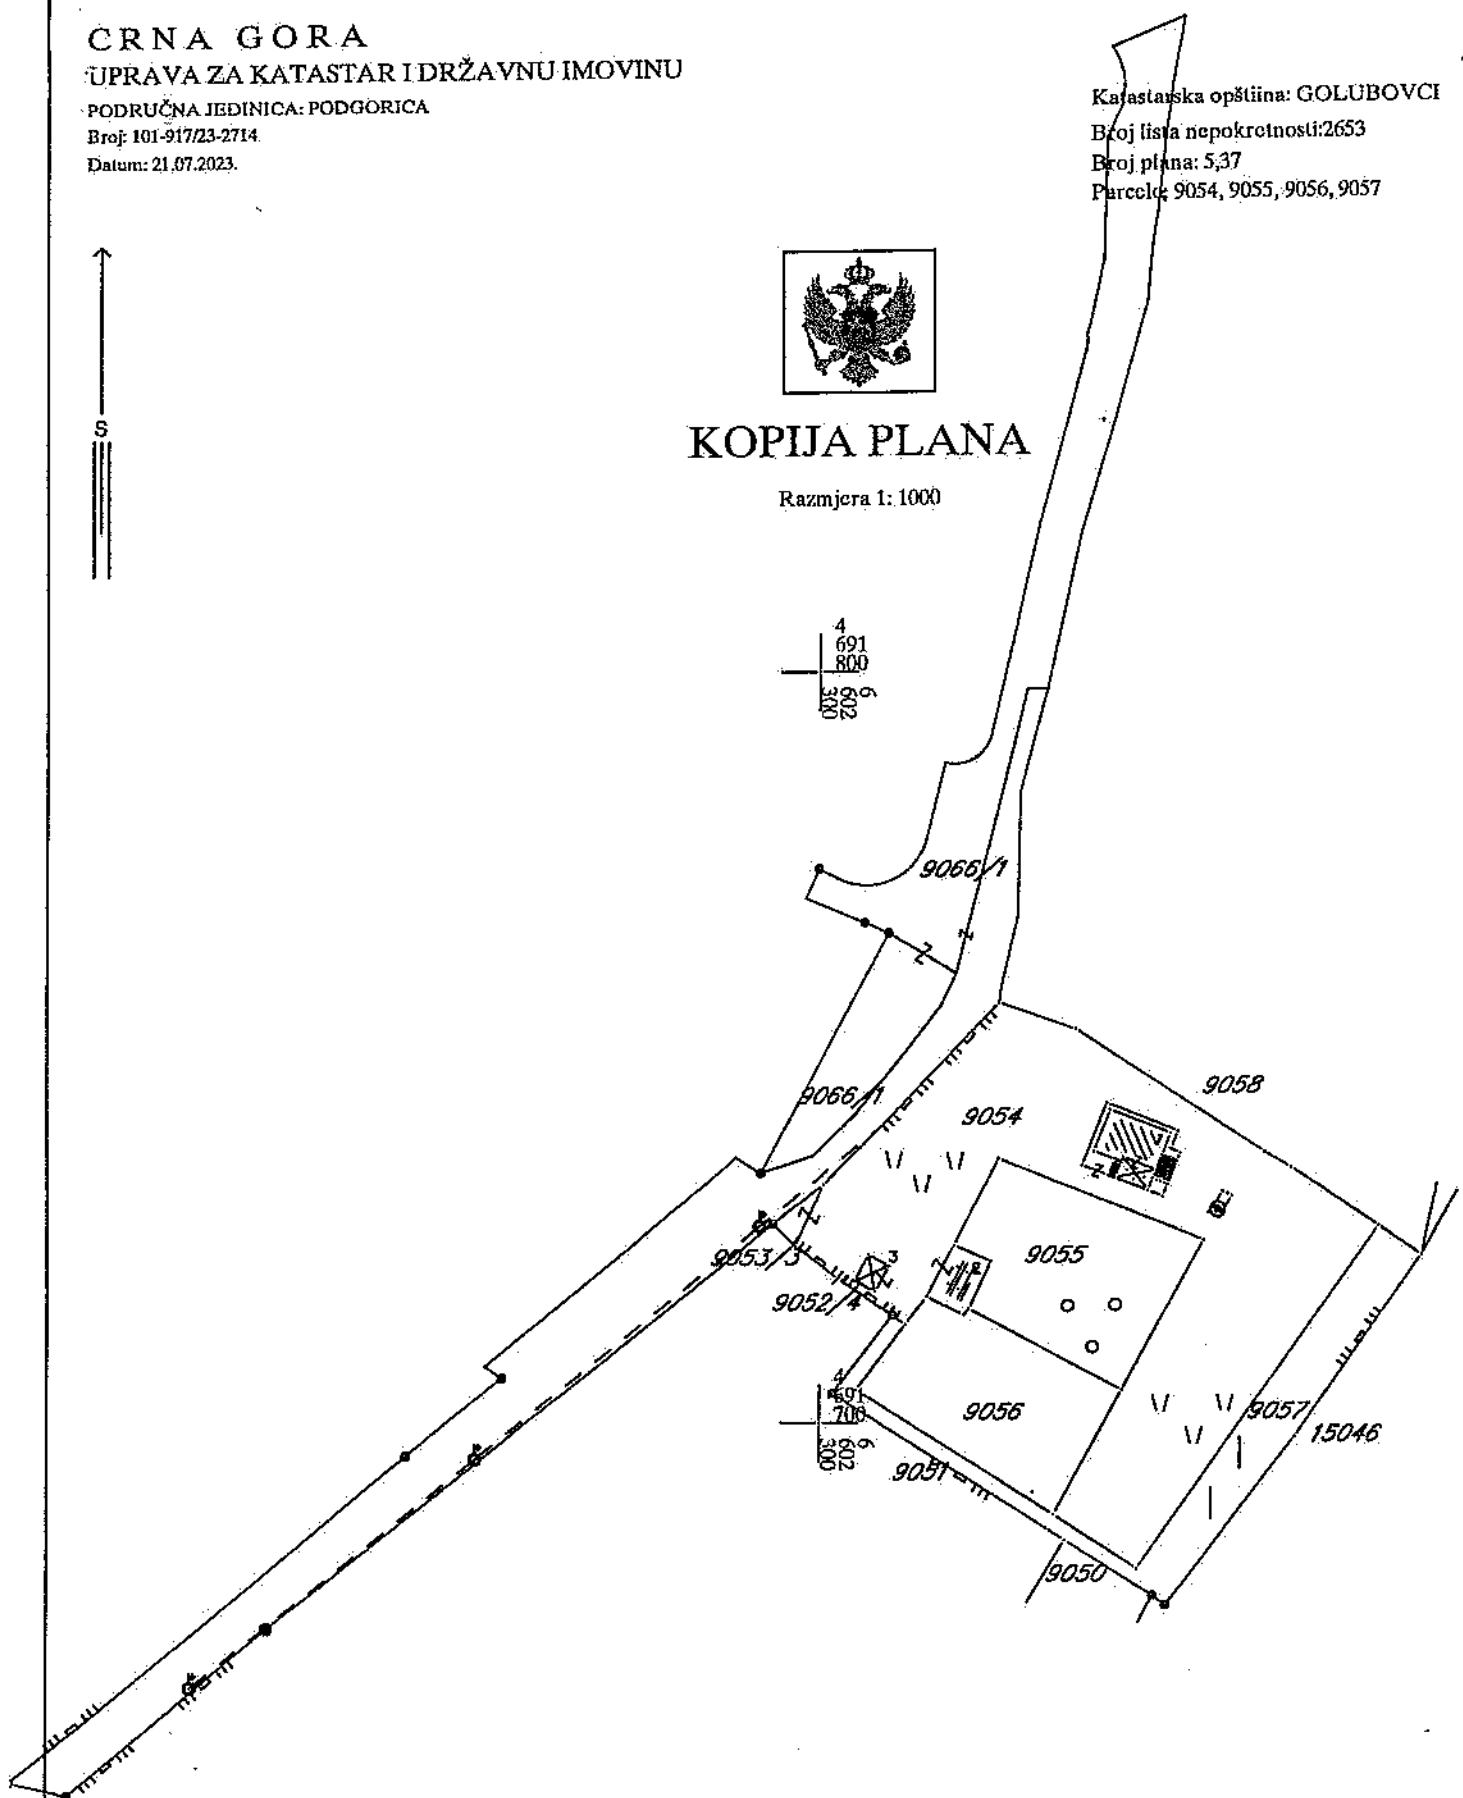 CRNA GORA
UPRAVA ZA KATASTAR I DRŽAVNU IMOVINU
PODRUČNA JEDINICA: PODGORICA
Broj: 101-917/23-2714
Datum: 21.07.2023.
Katastarska opštiina: GOLUBOVCI
Broj lista nepokretnosti:2653
Broj plana: 5,37
Parcele: 9054, 9055, 9056, 9057
S
KOPIJA PLANA
Razmjera 1: 1000
4
691
800
6
602
300
9066/1
9066/1
9058
9054
9053/3
9055
3
2
9052/4
4
691
700
6
602
300
9056
9057
15046
9051
9050